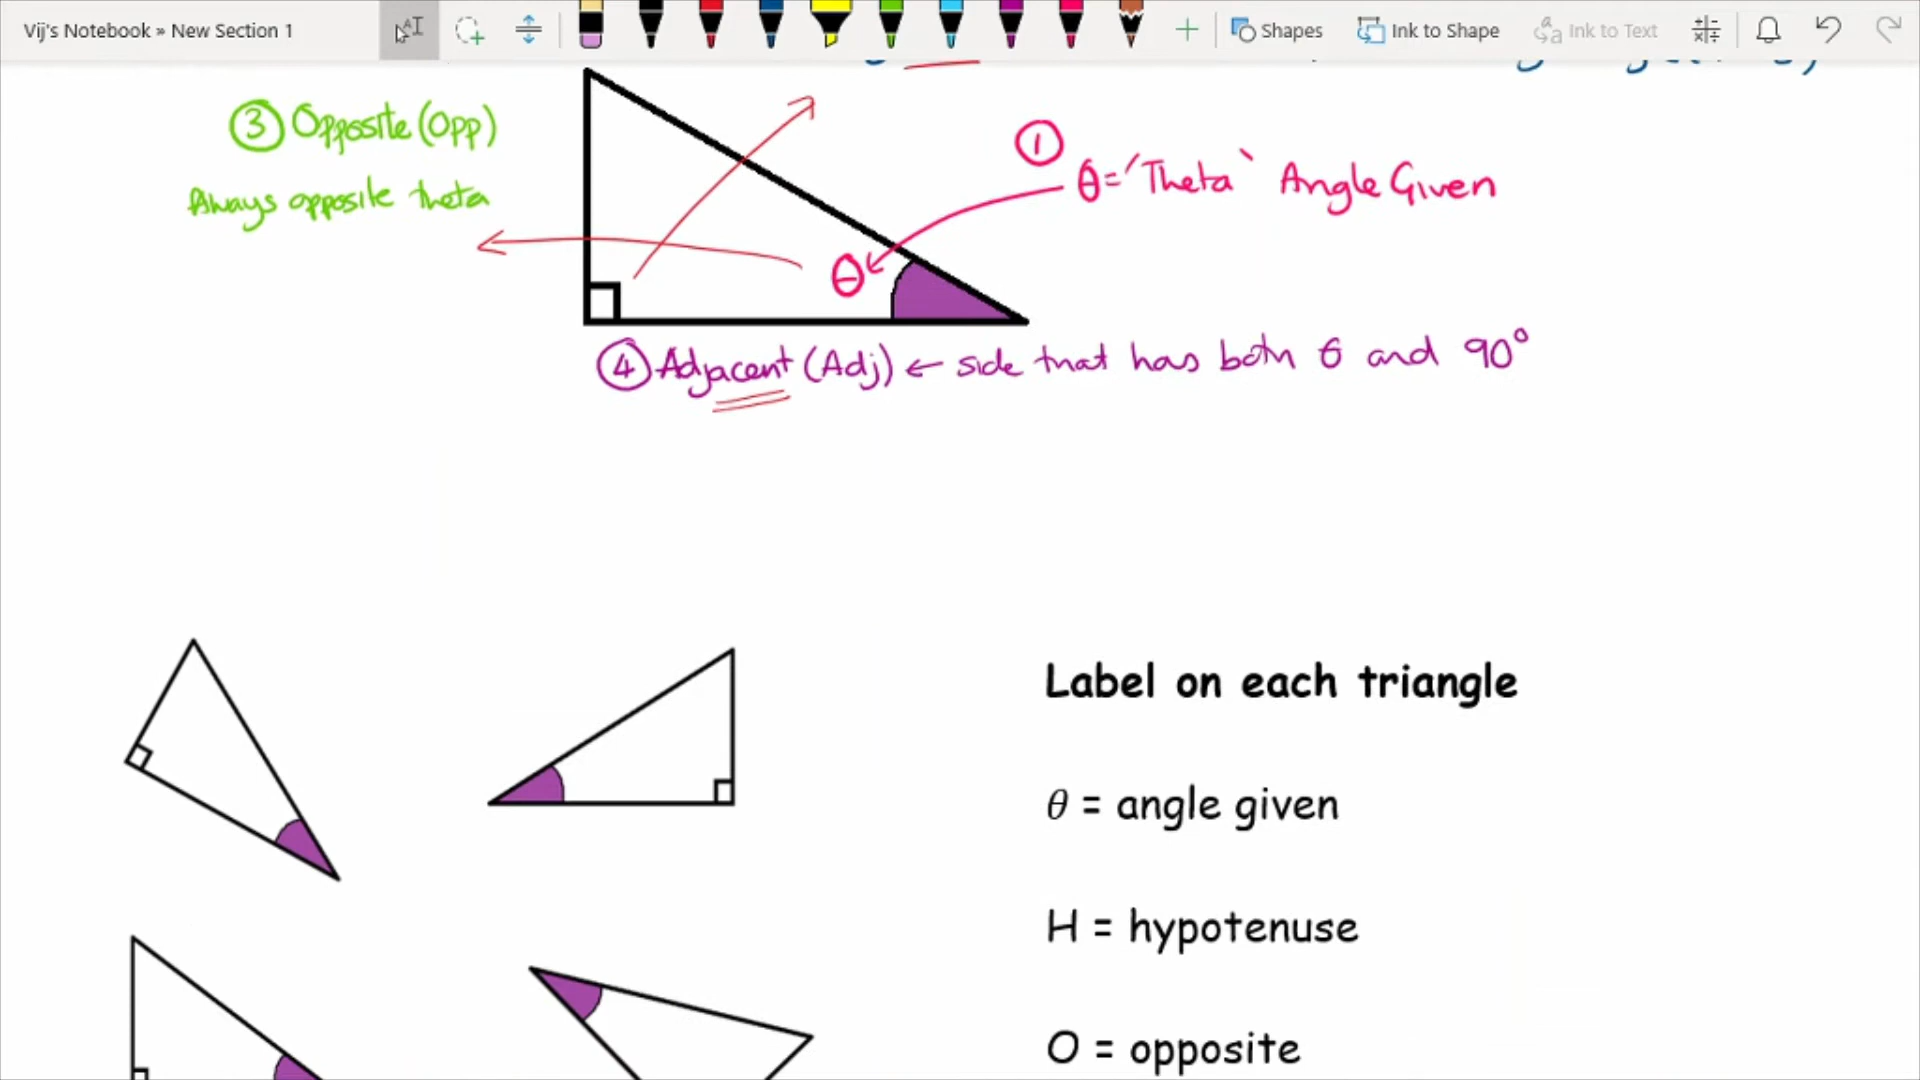 Vij's Notebook » New Section 1
Shapes
Ink to Shape
Ink to Text
③ Opposite (Opp)
Always opposite theta
①
θ = 'Theta` Angle Given
θ
④ Adjacent (Adj) ← side that has both θ and 90°
Label on each triangle
θ = angle given
H = hypotenuse
O = opposite